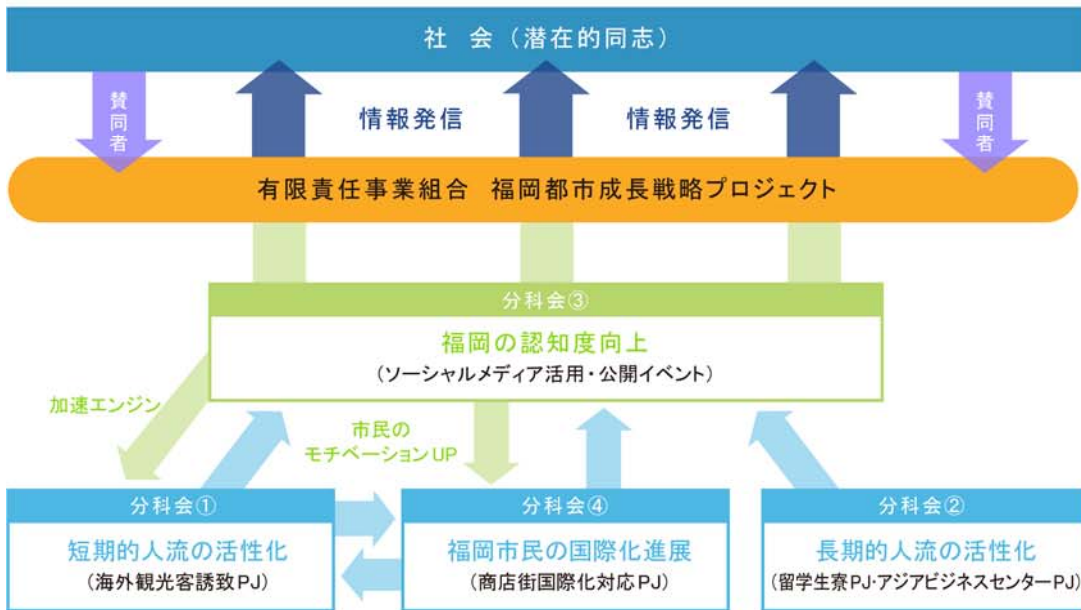 社　会（潜在的同志）
賛同者
情報発信
情報発信
賛同者
有限責任事業組合　福岡都市成長戦略プロジェクト
分科会③
福岡の認知度向上
（ソーシャルメディア活用・公開イベント）
加速エンジン
市民の
モチベーションUP
分科会①
短期的人流の活性化
（海外観光客誘致PJ）
分科会④
福岡市民の国際化進展
（商店街国際化対応PJ）
分科会②
長期的人流の活性化
（留学生寮PJ・アジアビジネスセンターPJ）